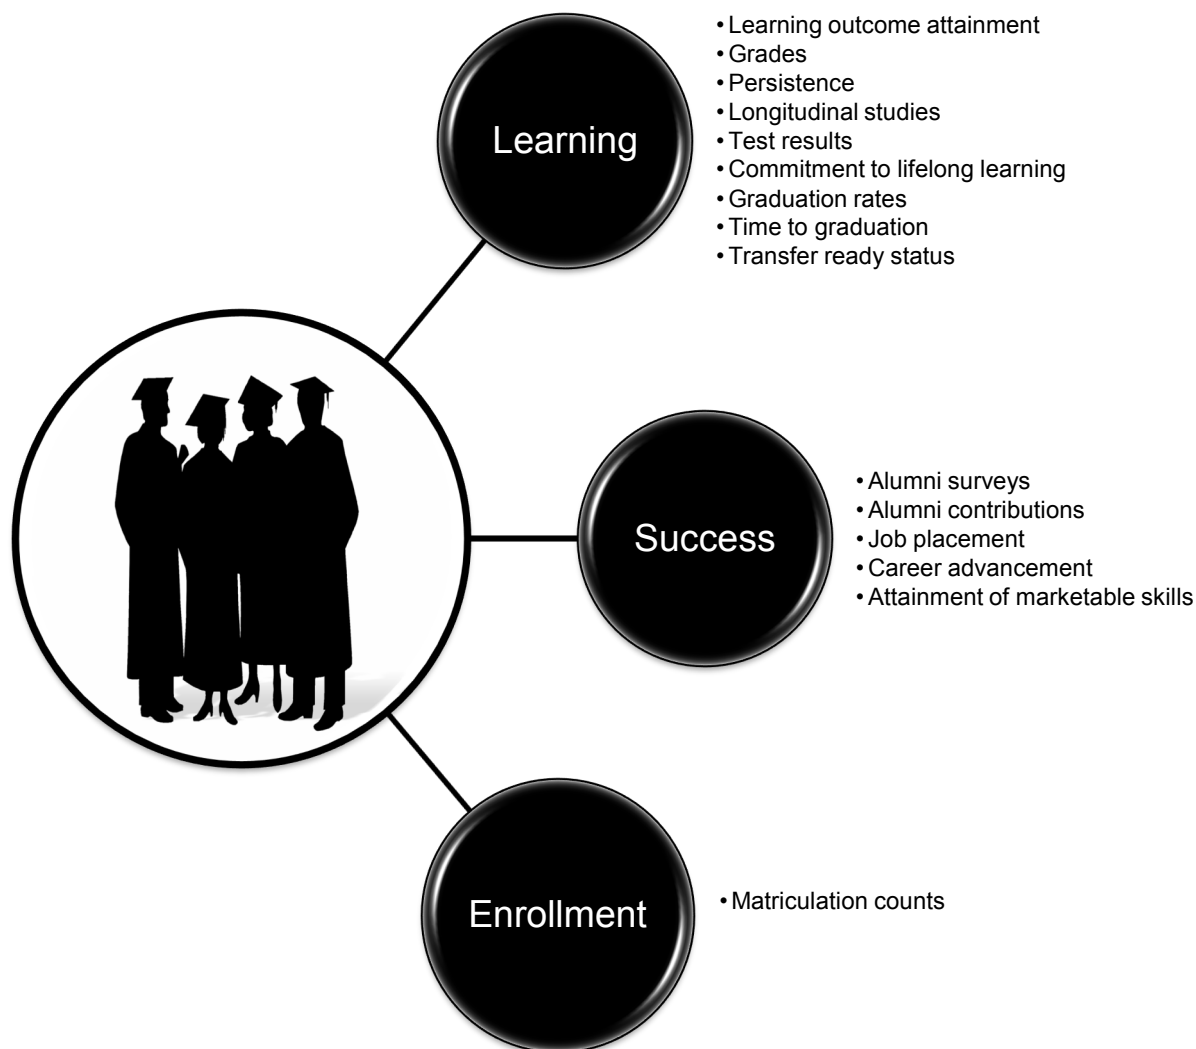 Learning
• Learning outcome attainment
• Grades
• Persistence
• Longitudinal studies
• Test results
• Commitment to lifelong learning
• Graduation rates
• Time to graduation
• Transfer ready status
Success
• Alumni surveys
• Alumni contributions
• Job placement
• Career advancement
• Attainment of marketable skills
Enrollment
• Matriculation counts